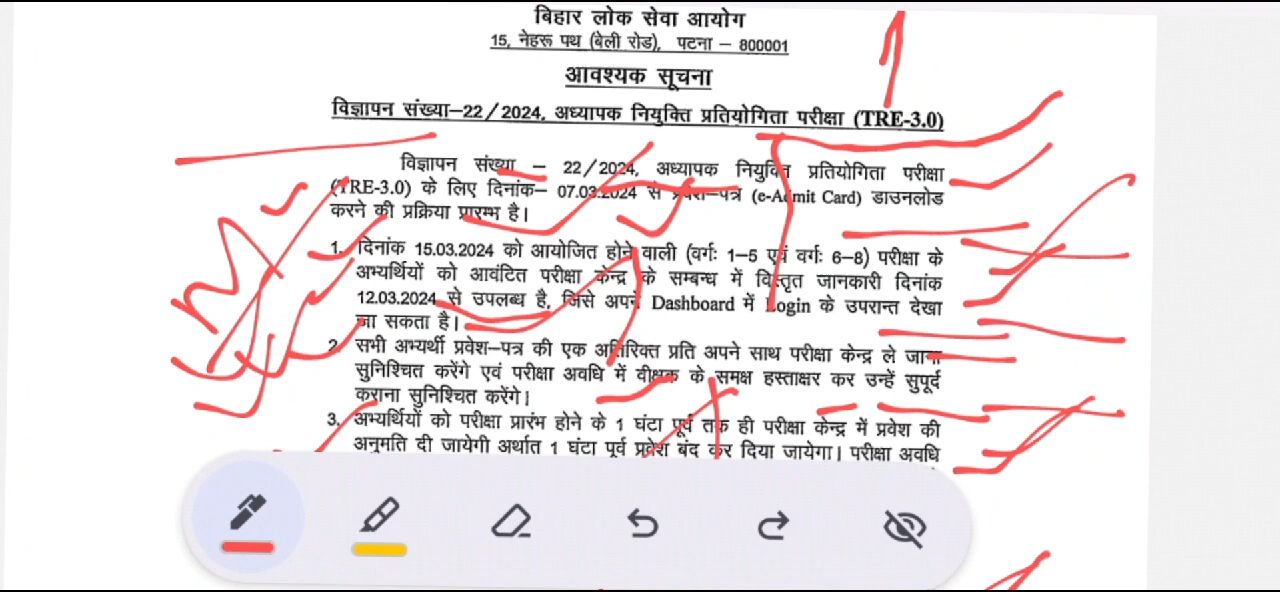 बिहार लोक सेवा आयोग
15, नेहरू पथ (बेली रोड), पटना – 800001
आवश्यक सूचना
विज्ञापन संख्या–22/2024, अध्यापक नियुक्ति प्रतियोगिता परीक्षा (TRE-3.0)
विज्ञापन संख्या – 22/2024, अध्यापक नियुक्ति प्रतियोगिता परीक्षा
(TRE-3.0) के लिए दिनांक– 07.03.2024 से प्रवेश–पत्र (e-Admit Card) डाउनलोड
करने की प्रक्रिया प्रारम्भ है।
1. दिनांक 15.03.2024 को आयोजित होने वाली (वर्गः 1–5 एवं वर्गः 6–8) परीक्षा के
अभ्यर्थियों को आवंटित परीक्षा केन्द्र के सम्बन्ध में विस्तृत जानकारी दिनांक
12.03.2024 से उपलब्ध है, जिसे अपने Dashboard में Login के उपरान्त देखा
जा सकता है।
2. सभी अभ्यर्थी प्रवेश–पत्र की एक अतिरिक्त प्रति अपने साथ परीक्षा केन्द्र ले जाना
सुनिश्चित करेंगे एवं परीक्षा अवधि में वीक्षक के समक्ष हस्ताक्षर कर उन्हें सुपूर्द
कराना सुनिश्चित करेंगे।
3. अभ्यर्थियों को परीक्षा प्रारंभ होने के 1 घंटा पूर्व तक ही परीक्षा केन्द्र में प्रवेश की
अनुमति दी जायेगी अर्थात 1 घंटा पूर्व प्रवेश बंद कर दिया जायेगा। परीक्षा अवधि